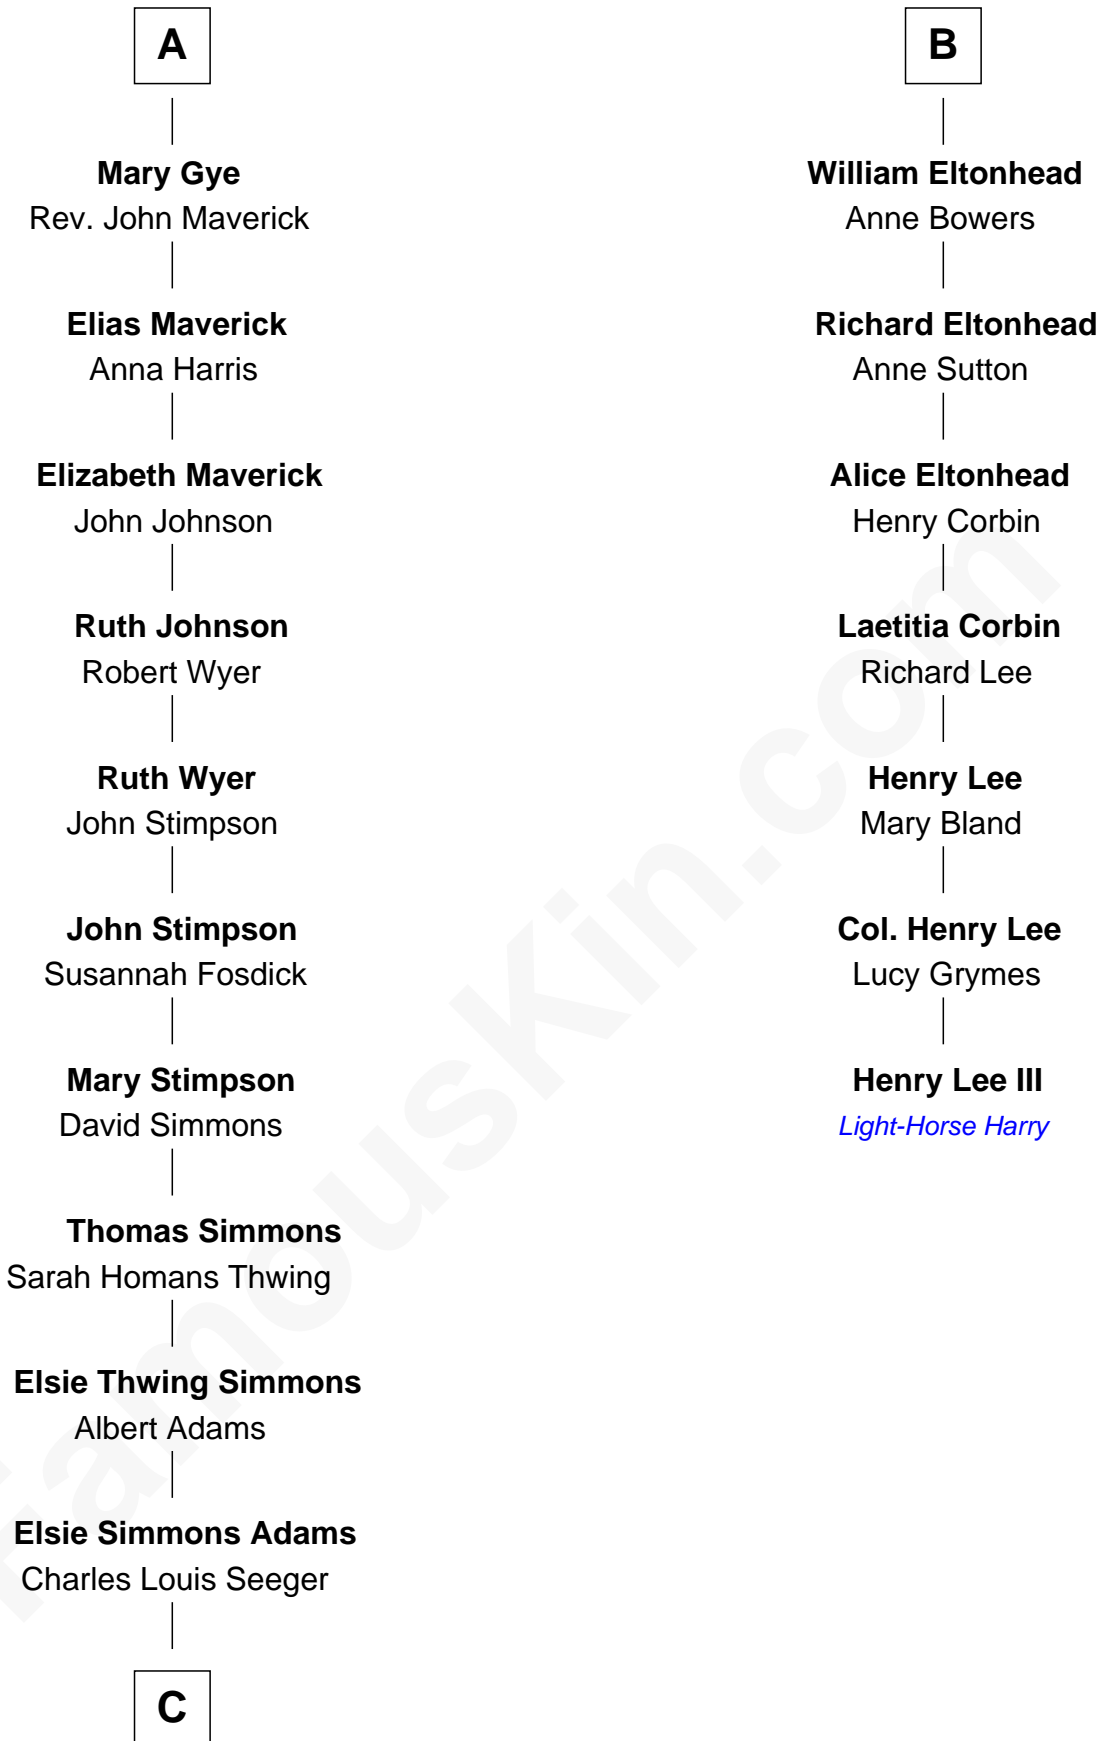 A
Mary Gye
Rev. John Maverick
Elias Maverick
Anna Harris
Elizabeth Maverick
John Johnson
Ruth Johnson
Robert Wyer
Ruth Wyer
John Stimpson
John Stimpson
Susannah Fosdick
Mary Stimpson
David Simmons
Thomas Simmons
Sarah Homans Thwing
Elsie Thwing Simmons
Albert Adams
Elsie Simmons Adams
Charles Louis Seeger
C
B
William Eltonhead
Anne Bowers
Richard Eltonhead
Anne Sutton
Alice Eltonhead
Henry Corbin
Laetitia Corbin
Richard Lee
Henry Lee
Mary Bland
Col. Henry Lee
Lucy Grymes
Henry Lee III
Light-Horse Harry
FamousKin.com